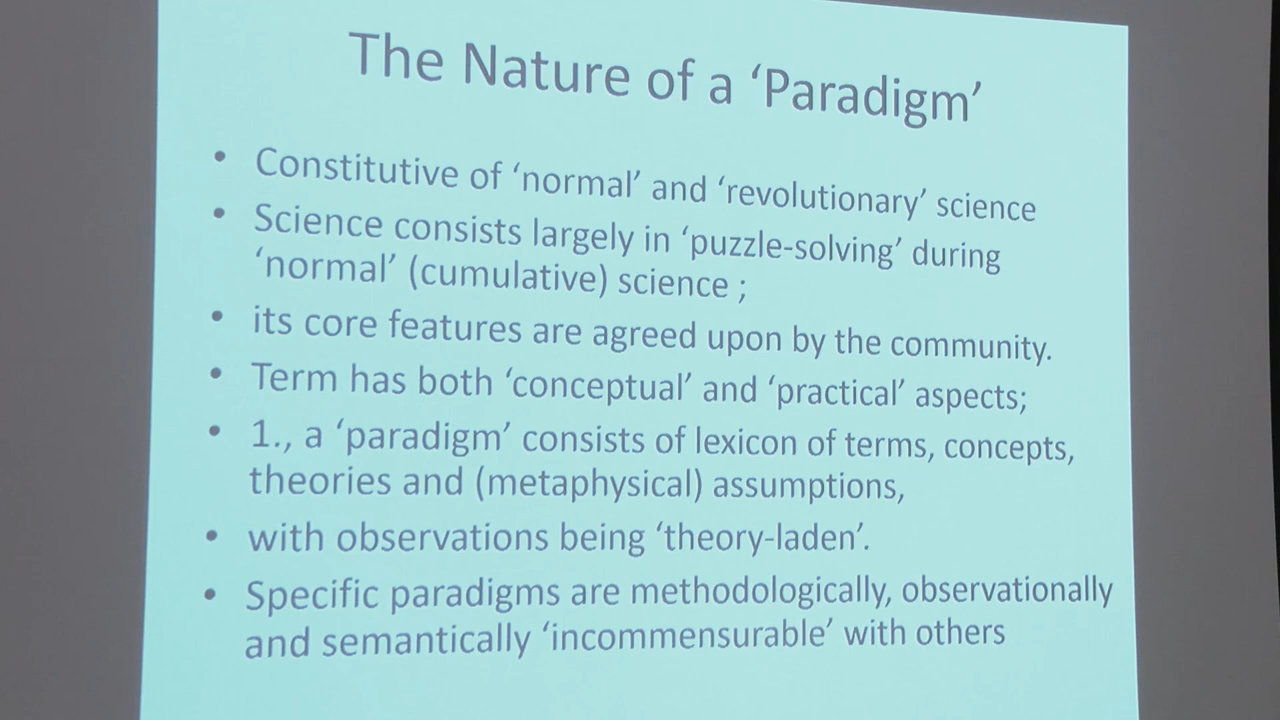 The Nature of a ‘Paradigm’
• Constitutive of ‘normal’ and ‘revolutionary’ science
• Science consists largely in ‘puzzle-solving’ during
‘normal’ (cumulative) science ;
• its core features are agreed upon by the community.
• Term has both ‘conceptual’ and ‘practical’ aspects;
• 1., a ‘paradigm’ consists of lexicon of terms, concepts,
theories and (metaphysical) assumptions,
• with observations being ‘theory-laden’.
• Specific paradigms are methodologically, observationally
and semantically ‘incommensurable’ with others